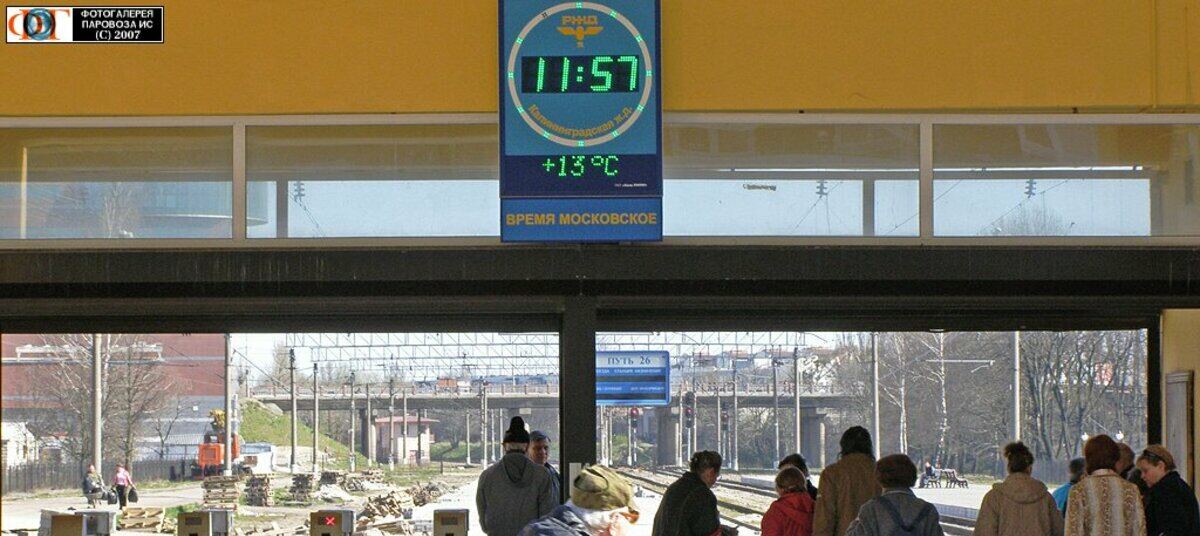 ФОТОГАЛЕРЕЯ
ПАРОВОЗА ИС
(С) 2007
РЖД
11:57
Калининградская ж.д.
+13°C
ВРЕМЯ МОСКОВСКОЕ
ПУТЬ 26